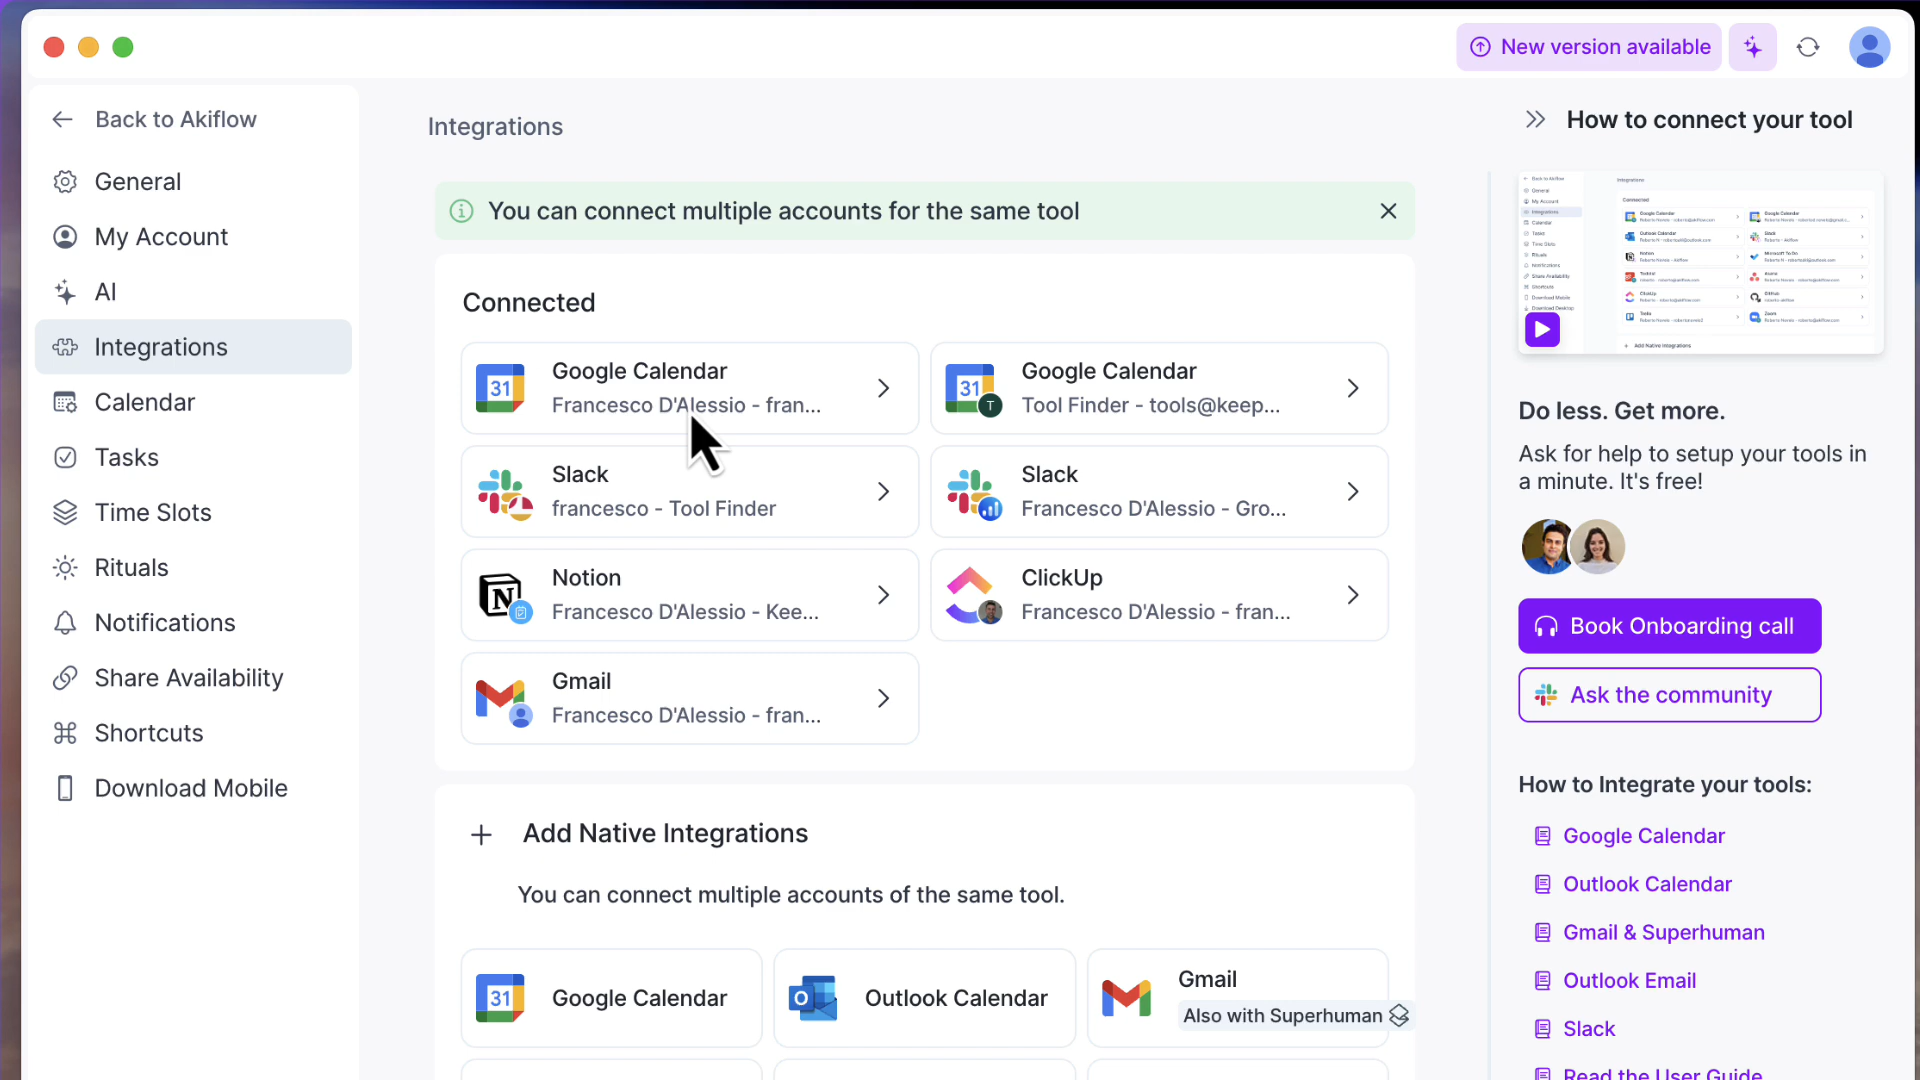 New version available
Back to Akiflow
General
My Account
AI
Integrations
Calendar
Tasks
Time Slots
Rituals
Notifications
Share Availability
Shortcuts
Download Mobile
Integrations
You can connect multiple accounts for the same tool
Connected
Google Calendar
Francesco D'Alessio - fran...
Google Calendar
Tool Finder - tools@keep...
Slack
francesco - Tool Finder
Slack
Francesco D'Alessio - Gro...
Notion
Francesco D'Alessio - Kee...
ClickUp
Francesco D'Alessio - fran...
Gmail
Francesco D'Alessio - fran...
Add Native Integrations
You can connect multiple accounts of the same tool.
Google Calendar
Outlook Calendar
Gmail
Also with Superhuman
How to connect your tool
Do less. Get more.
Ask for help to setup your tools in
a minute. It's free!
Book Onboarding call
Ask the community
How to Integrate your tools:
Google Calendar
Outlook Calendar
Gmail & Superhuman
Outlook Email
Slack
Read the User Guide